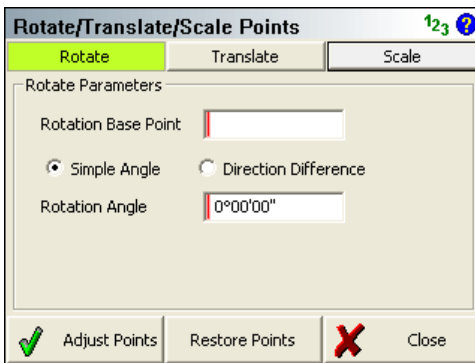 Rotate/Translate/Scale Points 123 ?
Rotate Translate Scale
Rotate Parameters
Rotation Base Point
Simple Angle Direction Difference
Rotation Angle 0°00'00"
Adjust Points Restore Points Close